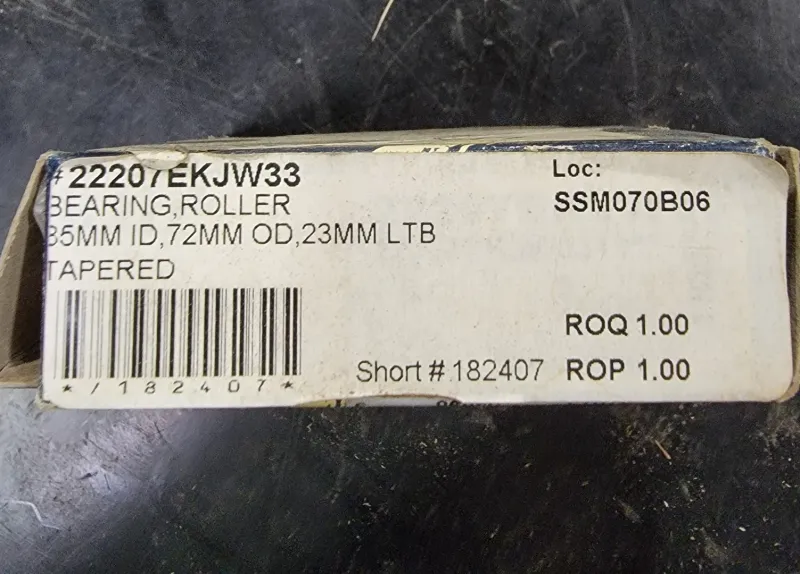 #22207EKJW33
BEARING,ROLLER
35MM ID,72MM OD,23MM LTB
TAPERED
*/182407*
Loc:
SSM070B06
ROQ 1.00
Short # 182407 ROP 1.00